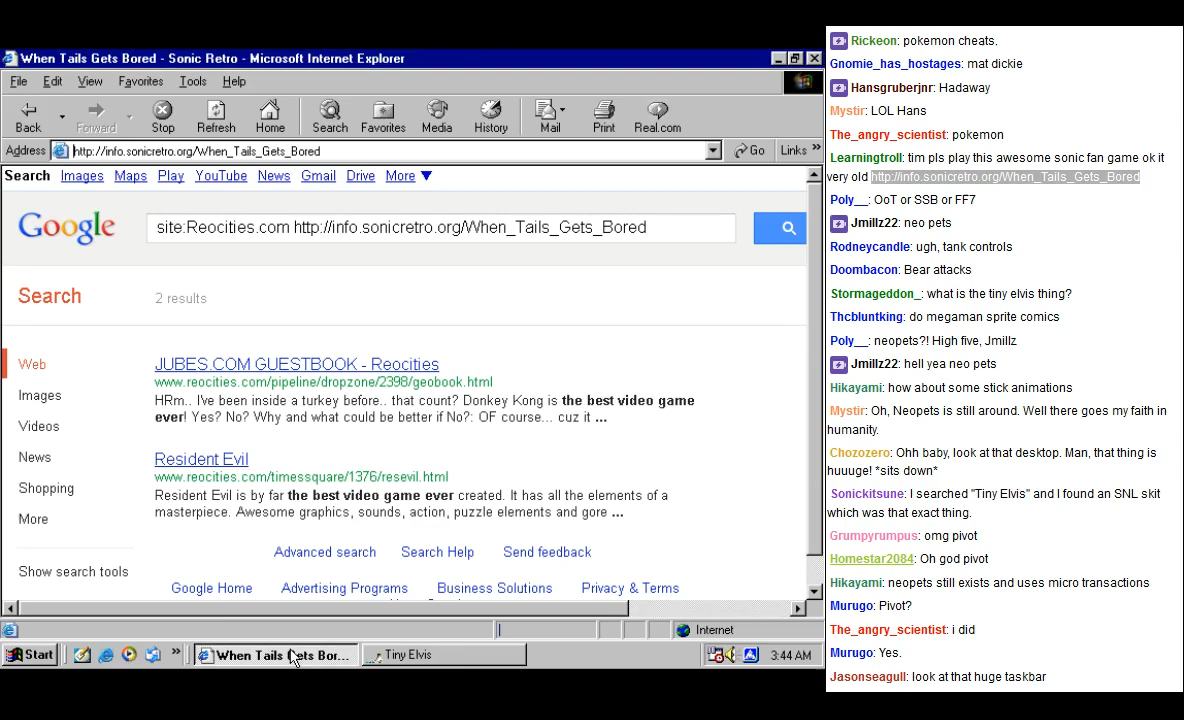 When Tails Gets Bored - Sonic Retro - Microsoft Internet Explorer
File Edit View Favorites Tools Help
Back Forward Stop Refresh Home Search Favorites Media History Mail Print Real.com
Address http://info.sonicretro.org/When_Tails_Gets_Bored Go Links »
Search Images Maps Play YouTube News Gmail Drive More
Google site:Reocities.com http://info.sonicretro.org/When_Tails_Gets_Bored
Search 2 results
Web
Images
Videos
News
Shopping
More
Show search tools
JUBES.COM GUESTBOOK - Reocities
www.reocities.com/pipeline/dropzone/2398/geobook.html
HRm.. I've been inside a turkey before.. that count? Donkey Kong is the best video game
ever! Yes? No? Why and what could be better if No?: OF course... cuz it ...
Resident Evil
www.reocities.com/timessquare/1376/resevil.html
Resident Evil is by far the best video game ever created. It has all the elements of a
masterpiece. Awesome graphics, sounds, action, puzzle elements and gore ...
Advanced search Search Help Send feedback
Google Home Advertising Programs Business Solutions Privacy & Terms
Internet
Start » When Tails Gets Bor... Tiny Elvis 3:44 AM
Rickeon: pokemon cheats.
Gnomie_has_hostages: mat dickie
Hansgruberjnr: Hadaway
Mystir: LOL Hans
The_angry_scientist: pokemon
Learningtroll: tim pls play this awesome sonic fan game ok it
very old http://info.sonicretro.org/When_Tails_Gets_Bored
Poly__: OoT or SSB or FF7
Jmillz22: neo pets
Rodneycandle: ugh, tank controls
Doombacon: Bear attacks
Stormageddon_: what is the tiny elvis thing?
Thcbluntking: do megaman sprite comics
Poly__: neopets?! High five, Jmillz
Jmillz22: hell yea neo pets
Hikayami: how about some stick animations
Mystir: Oh, Neopets is still around. Well there goes my faith in
humanity.
Chozozero: Ohh baby, look at that desktop. Man, that thing is
huuuge! *sits down*
Sonickitsune: I searched "Tiny Elvis" and I found an SNL skit
which was that exact thing.
Grumpyrumpus: omg pivot
Homestar2084: Oh god pivot
Hikayami: neopets still exists and uses micro transactions
Murugo: Pivot?
The_angry_scientist: i did
Murugo: Yes.
Jasonseagull: look at that huge taskbar